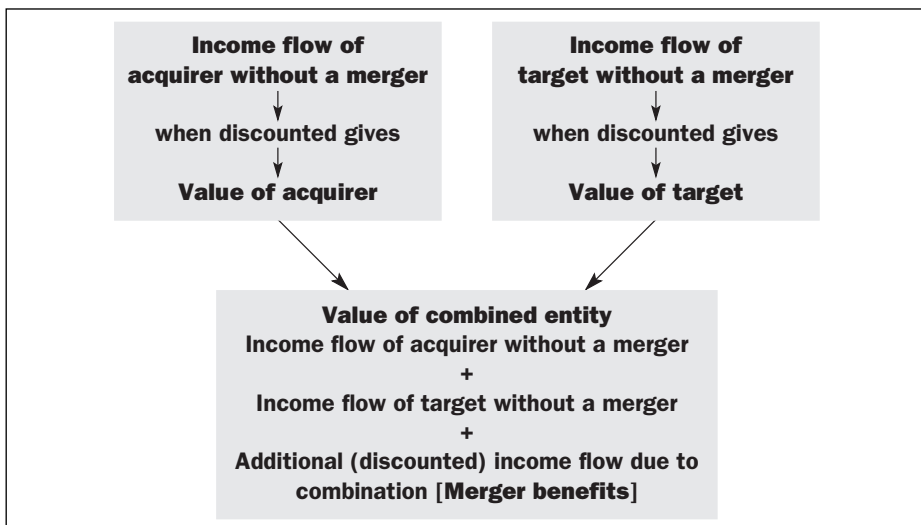 Income flow of
acquirer without a merger
when discounted gives
Value of acquirer
Income flow of
target without a merger
when discounted gives
Value of target
Value of combined entity
Income flow of acquirer without a merger
+
Income flow of target without a merger
+
Additional (discounted) income flow due to
combination [Merger benefits]